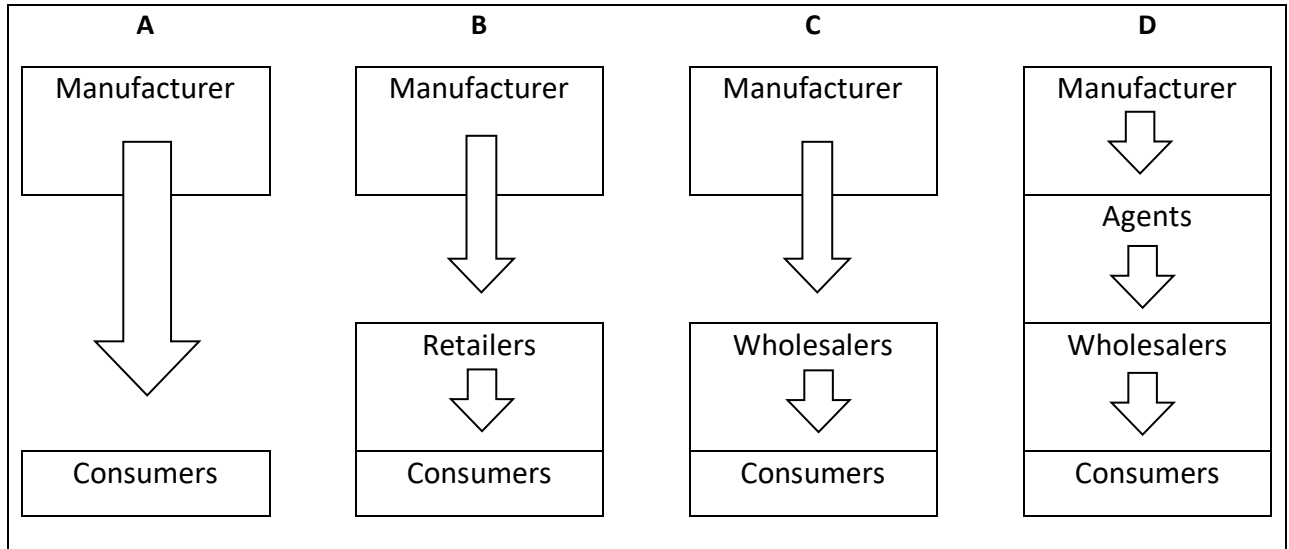 A B C D
Manufacturer Manufacturer Manufacturer Manufacturer
Agents
Retailers Wholesalers Wholesalers
Consumers Consumers Consumers Consumers